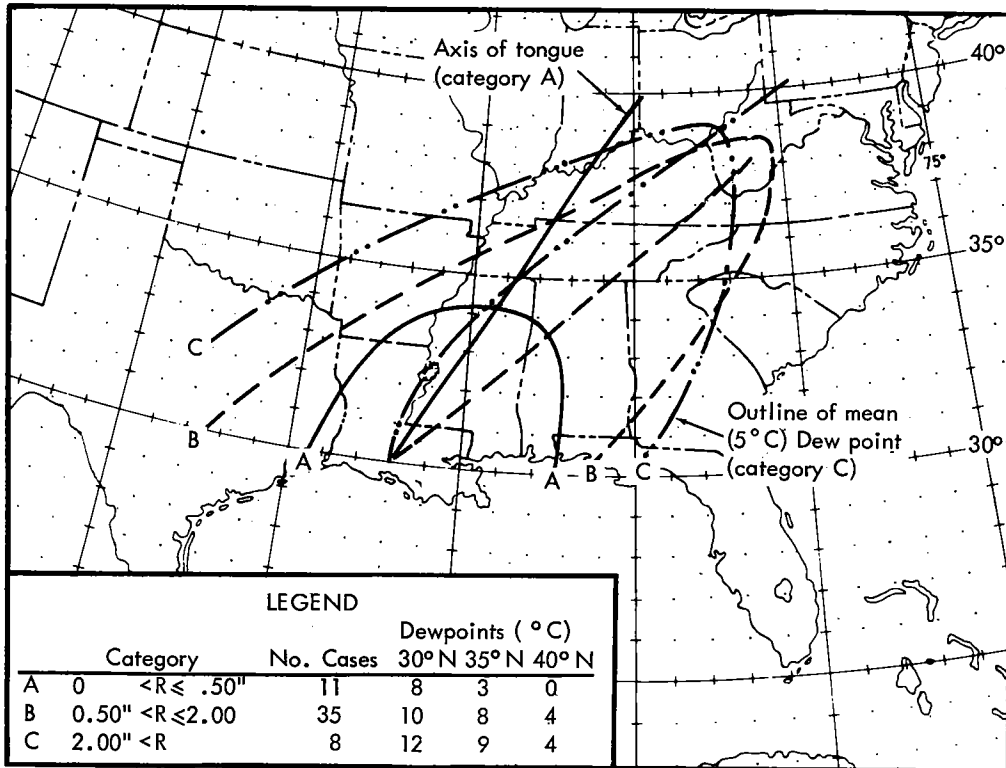 Axis of tongue
(category A)
40°
75°
35°
C
B
A
Outline of mean
(5°C) Dew point
(category C)
30°
A – B – C
LEGEND
Dewpoints ( °C)
Category No. Cases 30°N 35°N 40°N
A 0 <R≤ .50" 11 8 3 0
B 0.50" <R≤2.00 35 10 8 4
C 2.00" <R 8 12 9 4